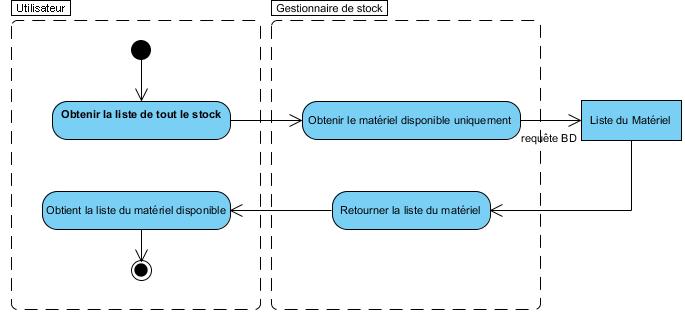 Utilisateur
Gestionnaire de stock
Obtenir la liste de tout le stock
Obtenir le matériel disponible uniquement
requête BD
Liste du Matériel
Obtient la liste du matériel disponible
Retourner la liste du matériel